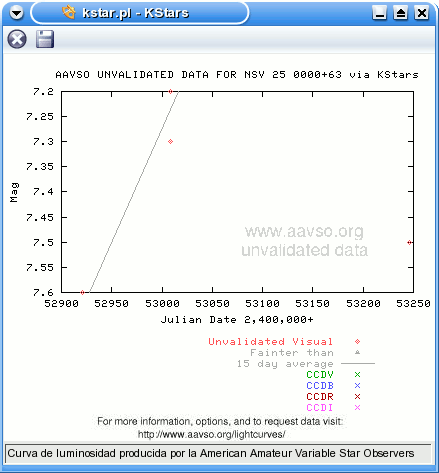 kstar.pl - KStars
AAVSO UNVALIDATED DATA FOR NSV 25 0000+63 via KStars
7.2
7.25
7.3
7.35
7.4
7.45
7.5
7.55
7.6
Mag
www.aavso.org
unvalidated data
52900 52950 53000 53050 53100 53150 53200 53250
Julian Date 2,400,000+
Unvalidated Visual
Fainter than
15 day average
CCDV
CCDB
CCDR
CCDI
For more information, options, and to request data visit:
http://www.aavso.org/lightcurves/
Curva de luminosidad producida por la American Amateur Variable Star Observers